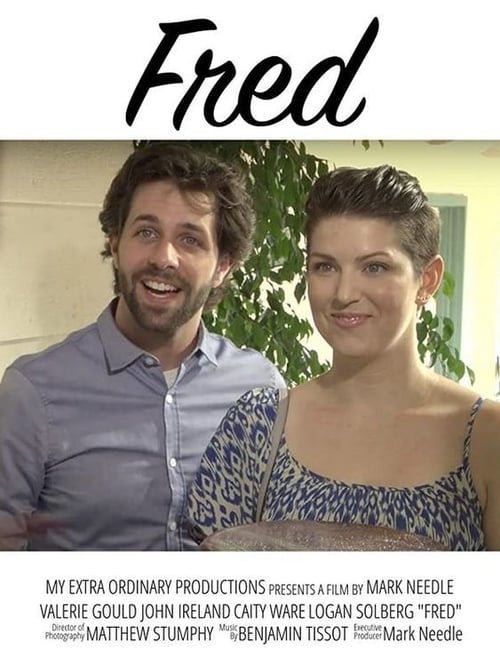 Fred
MY EXTRA ORDINARY PRODUCTIONS PRESENTS A FILM BY MARK NEEDLE
VALERIE GOULD JOHN IRELAND CAITY WARE LOGAN SOLBERG "FRED"
Director of Photography MATTHEW STUMPHY Music By BENJAMIN TISSOT Executive Producer Mark Needle